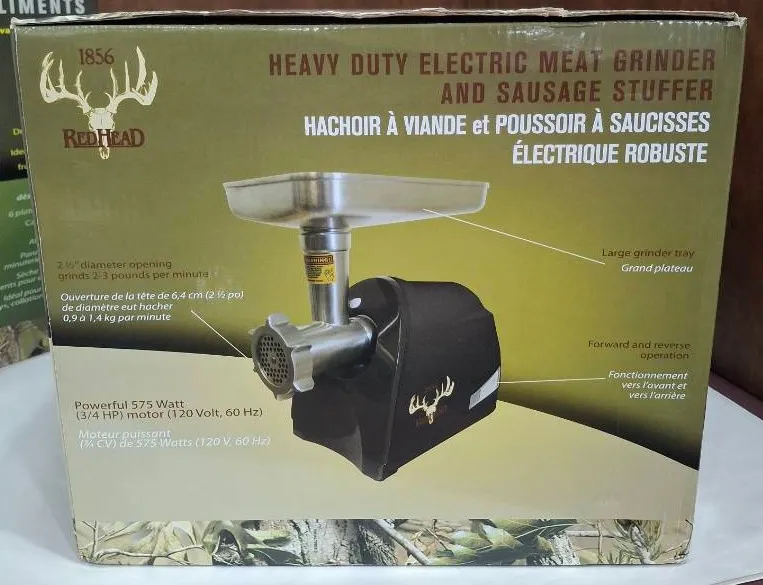 LIMENTS
1856
REDHEAD
HEAVY DUTY ELECTRIC MEAT GRINDER
AND SAUSAGE STUFFER
HACHOIR À VIANDE et POUSSOIR À SAUCISSES
ÉLECTRIQUE ROBUSTE
2 ½" diameter opening
grinds 2-3 pounds per minute
Ouverture de la tête de 6,4 cm (2 ½ po)
de diamètre eut hacher
0,9 à 1,4 kg par minute
WARNING
Large grinder tray
Grand plateau
Forward and reverse
operation
Fonctionnement
vers l'avant et
vers l'arrière
Powerful 575 Watt
(3/4 HP) motor (120 Volt, 60 Hz)
Moteur puissant
(¾ CV) de 575 Watts (120 V, 60 Hz)